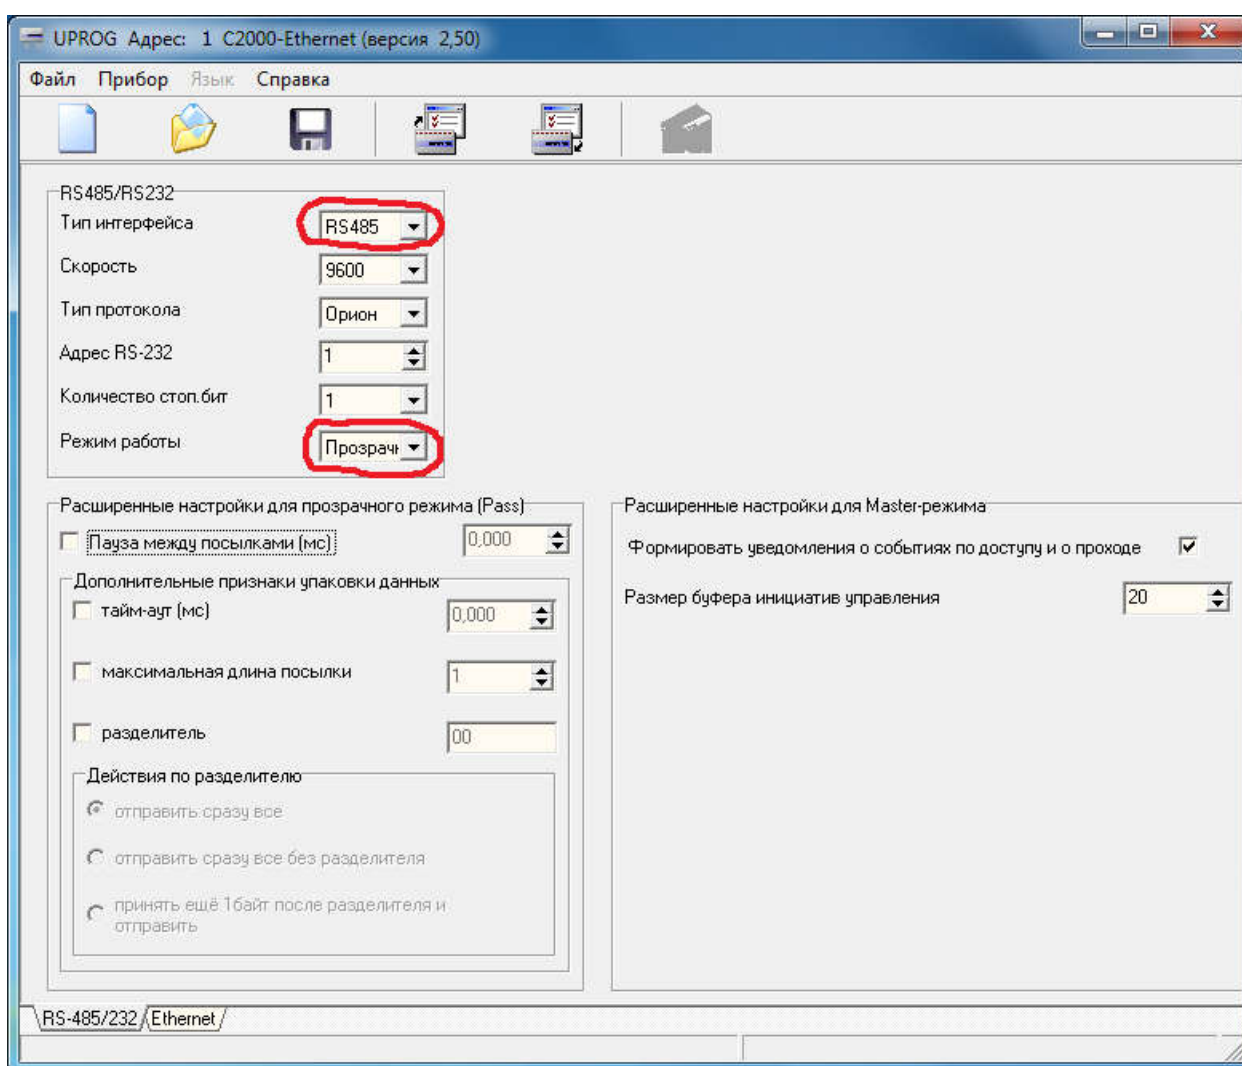 UPROG Адрес: 1 С2000-Ethernet (версия 2,50)
Файл Прибор Язык Справка
RS485/RS232
Тип интерфейса RS485
Скорость 9600
Тип протокола Орион
Адрес RS-232 1
Количество стоп.бит 1
Режим работы Прозрачн
Расширенные настройки для прозрачного режима (Pass)
Пауза между посылками (мс) 0,000
Дополнительные признаки упаковки данных
тайм-аут (мс) 0,000
максимальная длина посылки 1
разделитель 00
Действия по разделителю
отправить сразу все
отправить сразу все без разделителя
принять ещё 1байт после разделителя и
отправить
Расширенные настройки для Master-режима
Формировать уведомления о событиях по доступу и о проходе
Размер буфера инициатив управления 20
RS-485/232 Ethernet